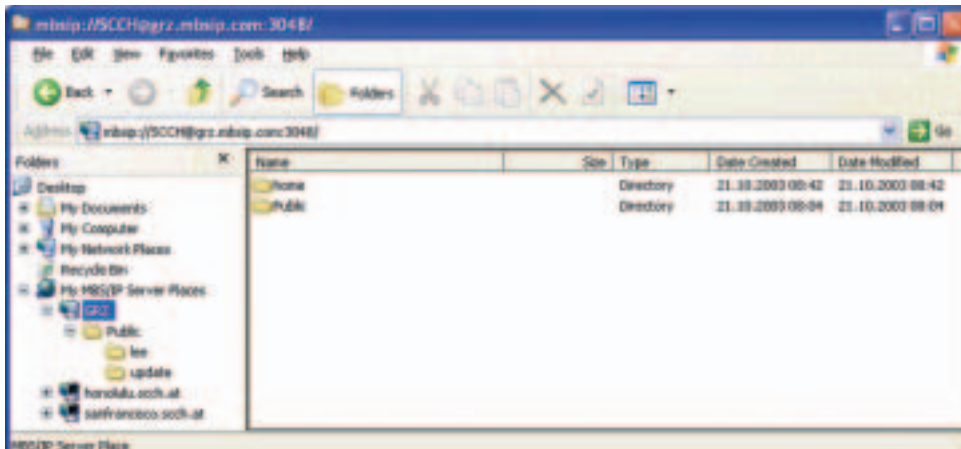 mbsip://SCCH@grz.mbsip.com:3048/
File Edit View Favorites Tools Help
Back Search Folders
Address mbsip://SCCH@grz.mbsip.com:3048/ Go
Folders x
Name Size Type Date Created Date Modified
Desktop
My Documents
My Computer
My Network Places
Recycle Bin
My MBS/IP Server Places
GRZ
Public
lee
update
honolulu.scch.at
sanfrancisco.scch.at
home Directory 21.10.2003 08:42 21.10.2003 08:42
Public Directory 21.10.2003 08:04 21.10.2003 08:04
MBS/IP Server Place